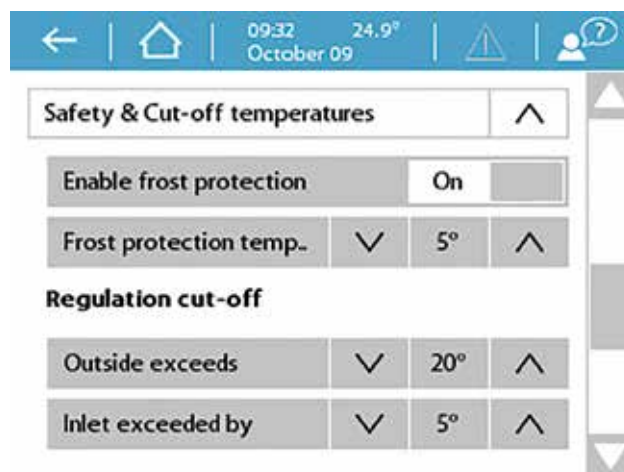 09:32 24.9°
October 09
?
Safety & Cut-off temperatures
Enable frost protection On
Frost protection temp.. 5°
Regulation cut-off
Outside exceeds 20°
Inlet exceeded by 5°